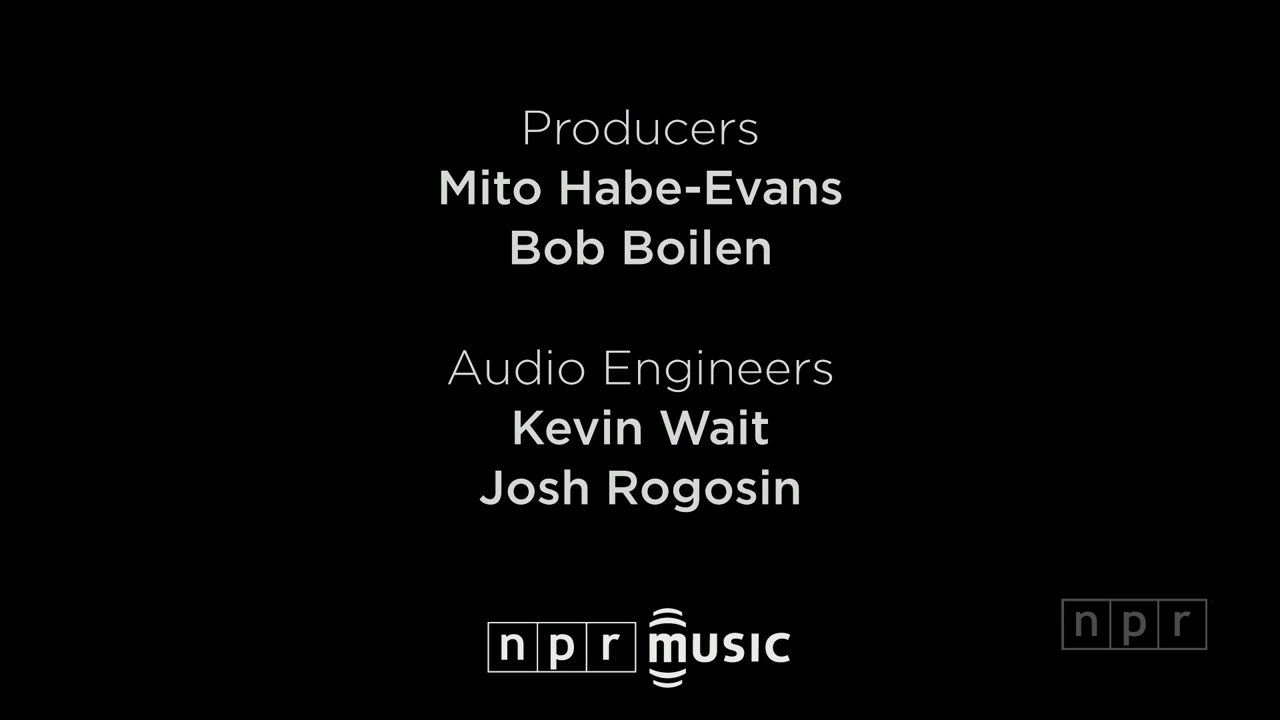 Producers
Mito Habe-Evans
Bob Boilen
Audio Engineers
Kevin Wait
Josh Rogosin
npr music
npr